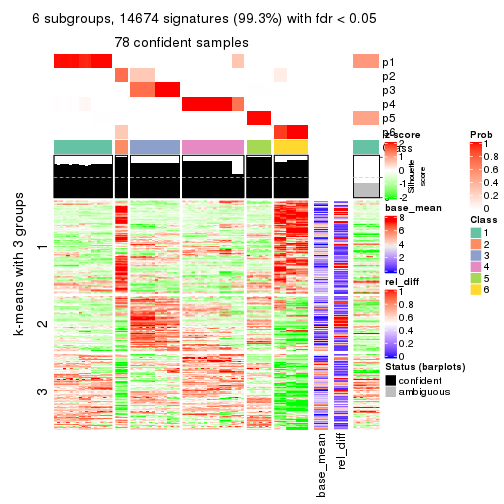 6 subgroups, 14674 signatures (99.3%) with fdr < 0.05
78 confident samples
p1
p2
p3
p4
p5
p6
Class
z-score
2
1
0
-1
-2
Silhouette
score
Prob
1
0.8
0.6
0.4
0.2
0
base_mean
8
6
4
2
0
Class
1
2
3
4
5
6
rel_diff
1
0.8
0.6
0.4
0.2
0
Status (barplots)
confident
ambiguous
k-means with 3 groups
1
2
3
base_mean
rel_diff